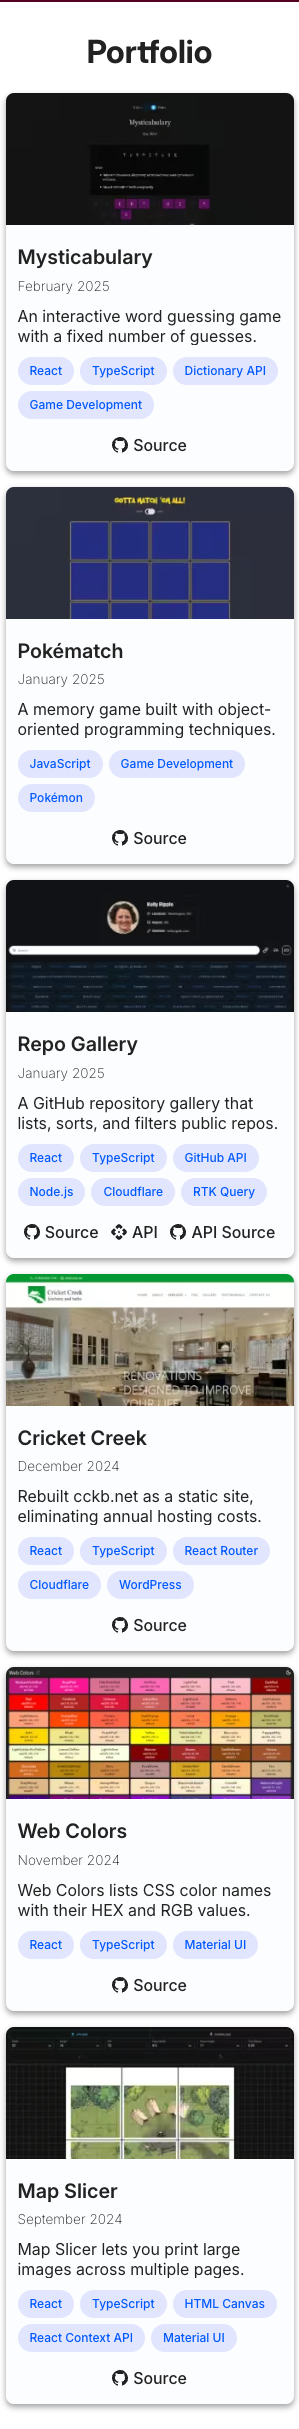 Portfolio
Mysticabulary
Mysticabulary
February 2025
An interactive word guessing game
with a fixed number of guesses.
React TypeScript Dictionary API
Game Development
Source
GOTTA MATCH 'EM ALL!
Pokématch
January 2025
A memory game built with object-
oriented programming techniques.
JavaScript Game Development
Pokémon
Source
Kelly Ripple
Repo Gallery
January 2025
A GitHub repository gallery that
lists, sorts, and filters public repos.
React TypeScript GitHub API
Node.js Cloudflare RTK Query
Source API API Source
Cricket Creek
RENOVATIONS
DESIGNED TO IMPROVE
YOUR LIFE
Cricket Creek
December 2024
Rebuilt cckb.net as a static site,
eliminating annual hosting costs.
React TypeScript React Router
Cloudflare WordPress
Source
Web Colors
Web Colors
November 2024
Web Colors lists CSS color names
with their HEX and RGB values.
React TypeScript Material UI
Source
Map Slicer
September 2024
Map Slicer lets you print large
images across multiple pages.
React TypeScript HTML Canvas
React Context API Material UI
Source